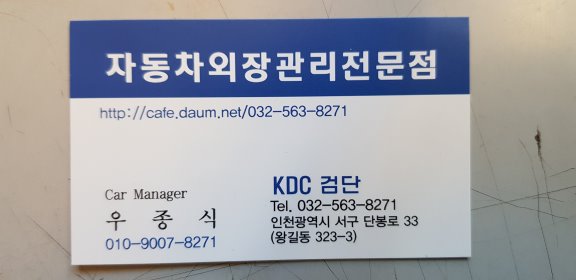 자동차외장관리전문점
http://cafe.daum.net/032-563-8271
Car Manager
우 종 식
010-9007-8271
KDC 검단
Tel. 032-563-8271
인천광역시 서구 단봉로 33
(왕길동 323-3)